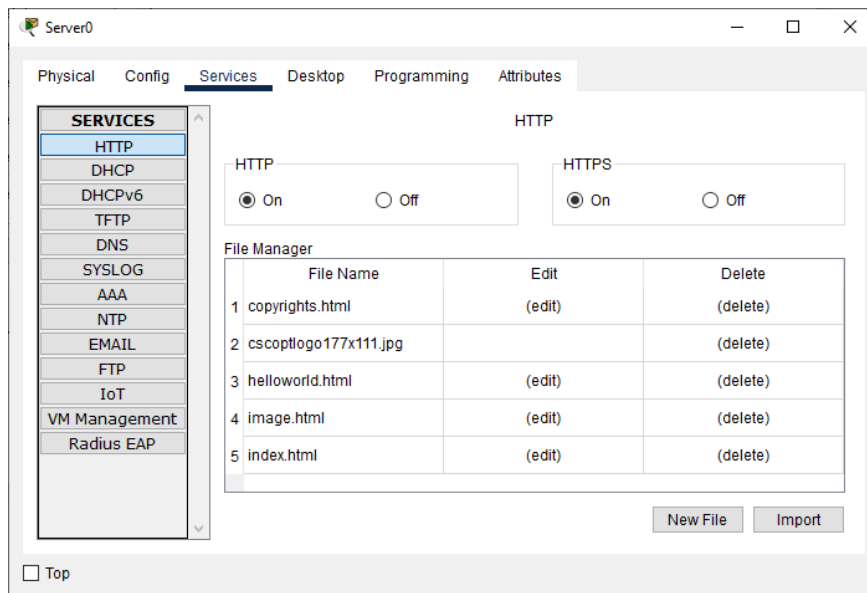 Server0
Physical Config Services Desktop Programming Attributes
SERVICES
HTTP
DHCP
DHCPv6
TFTP
DNS
SYSLOG
AAA
NTP
EMAIL
FTP
IoT
VM Management
Radius EAP
HTTP
HTTP
On Off
HTTPS
On Off
File Manager
File Name Edit Delete
1 copyrights.html (edit) (delete)
2 cscoptlogo177x111.jpg (delete)
3 helloworld.html (edit) (delete)
4 image.html (edit) (delete)
5 index.html (edit) (delete)
New File Import
Top